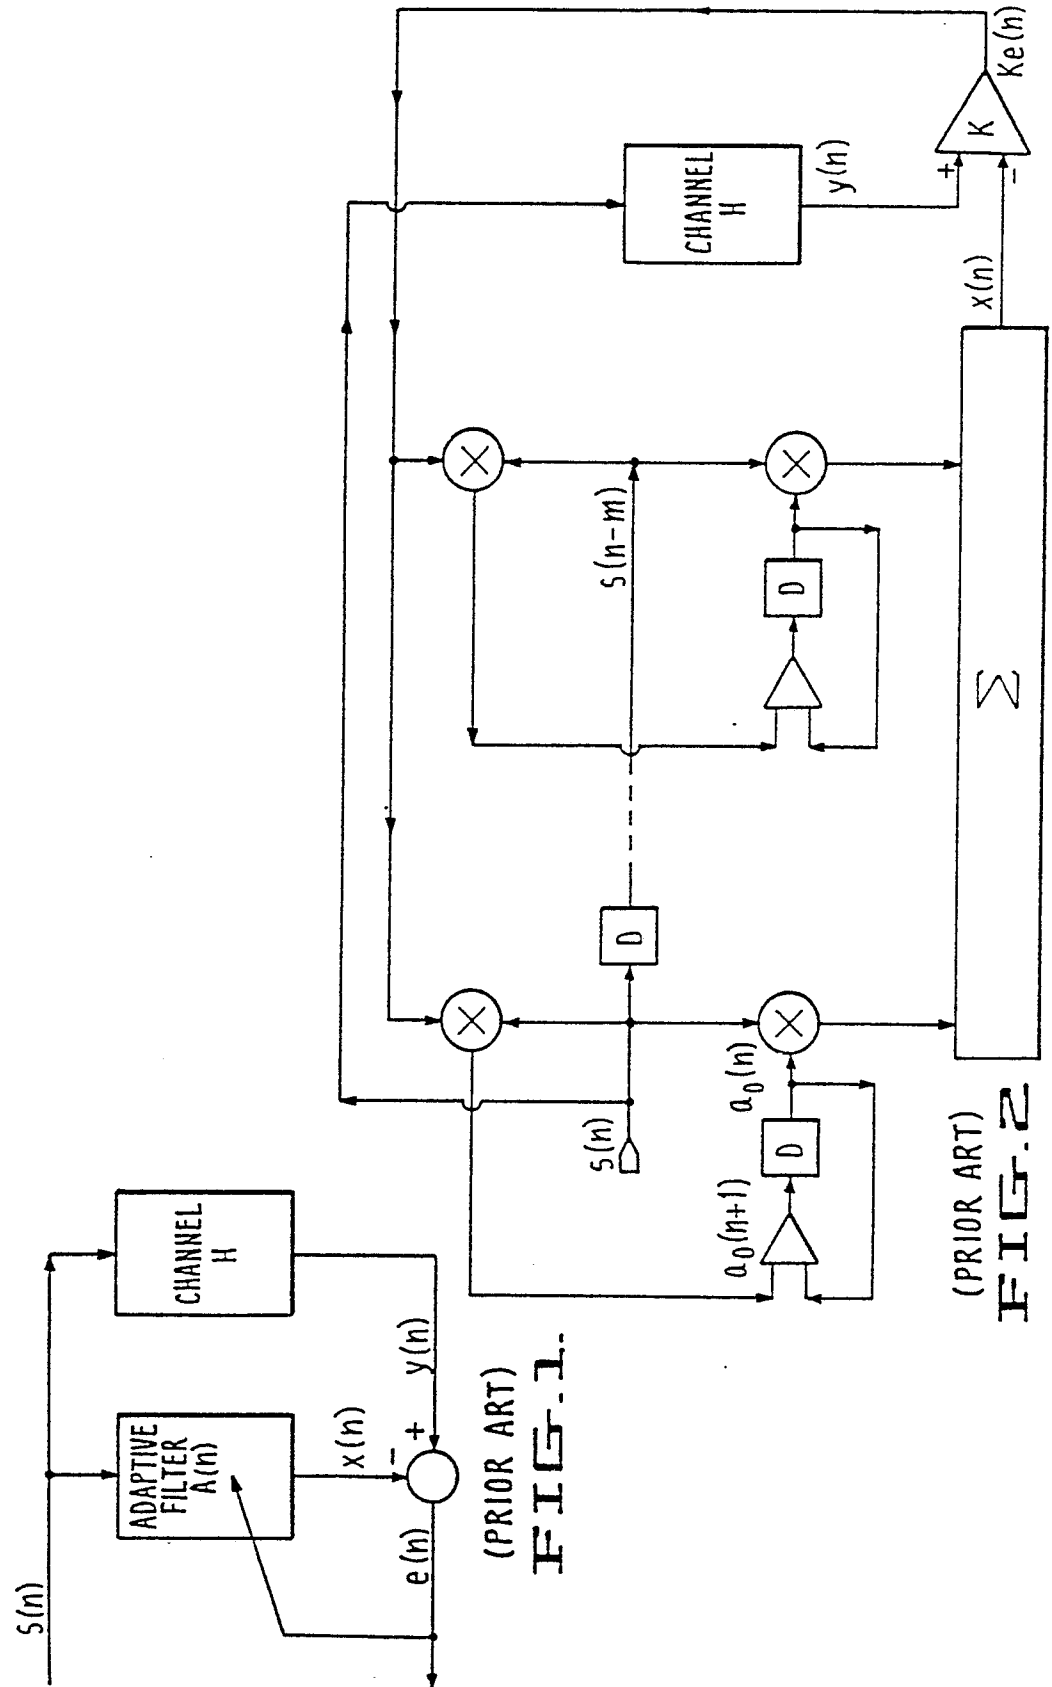 S(n)
ADAPTIVE
FILTER
A(n)
CHANNEL
H
x(n)
y(n)
-
+
e(n)
(PRIOR ART)
FIG.1.
S(n)
D
S(n-m)
CHANNEL
H
y(n)
a0(n+1)
D
a0(n)
D
Σ
x(n)
+
-
K
Ke(n)
(PRIOR ART)
FIG.2